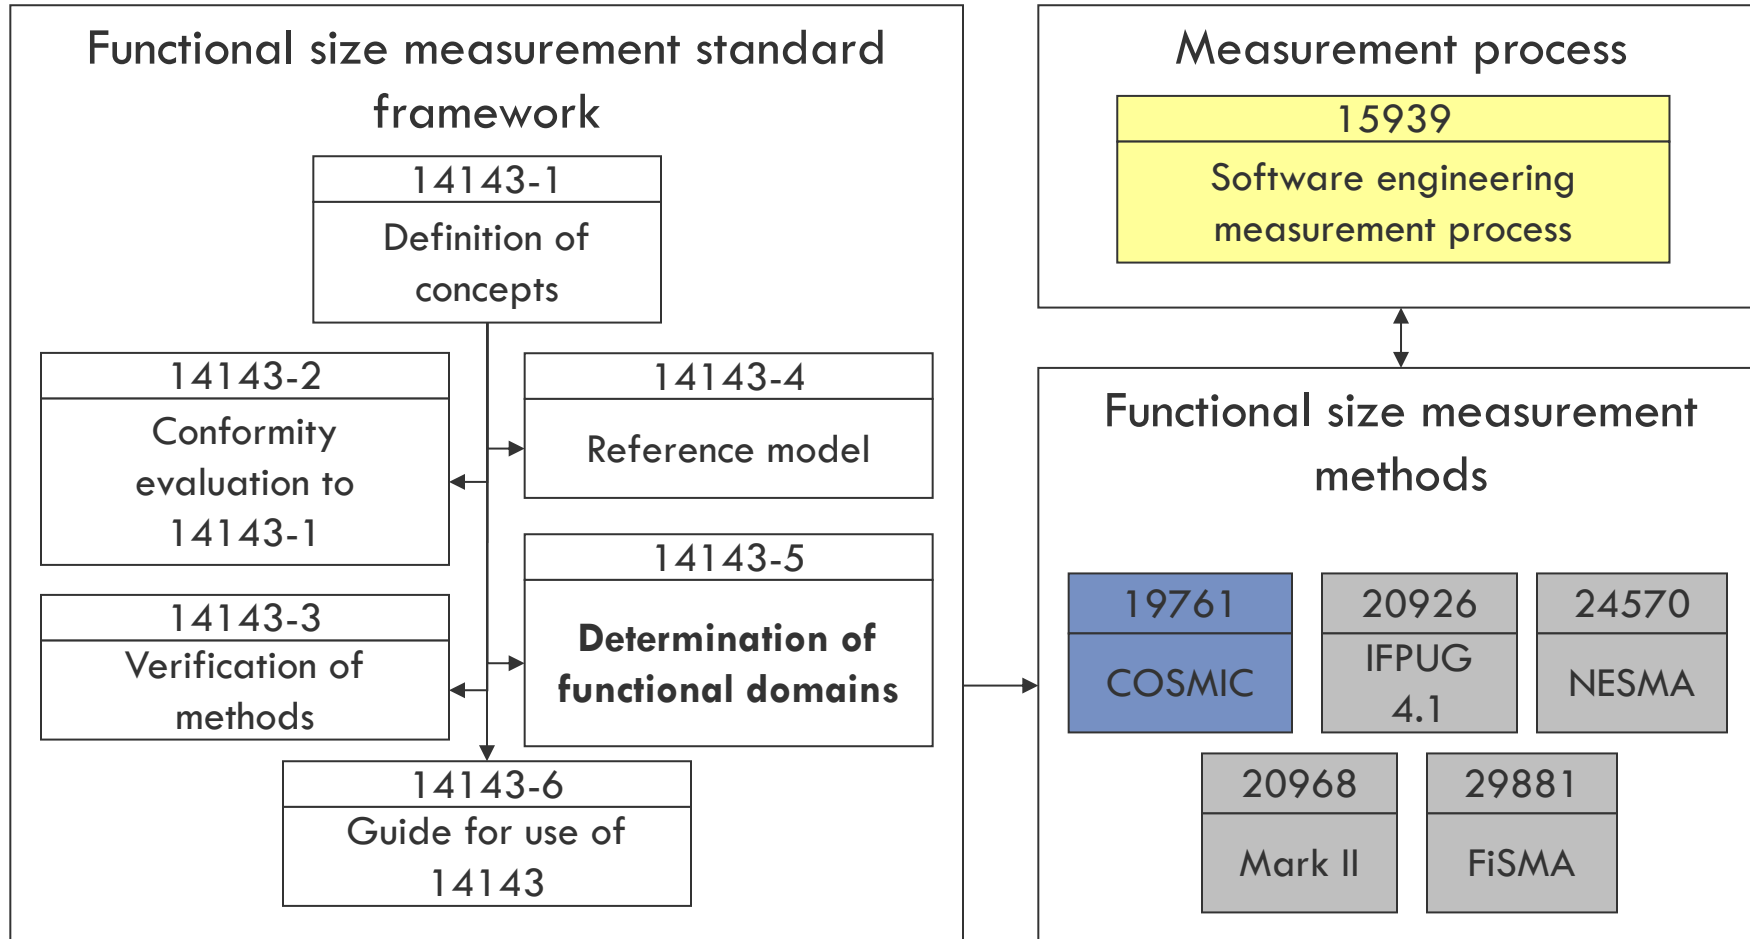 Functional size measurement standard
framework
14143-1
Definition of
concepts
14143-2
Conformity
evaluation to
14143-1
14143-4
Reference model
14143-3
Verification of
methods
14143-5
Determination of
functional domains
14143-6
Guide for use of
14143
Measurement process
15939
Software engineering
measurement process
Functional size measurement
methods
19761
COSMIC
20926
IFPUG
4.1
24570
NESMA
20968
Mark II
29881
FiSMA